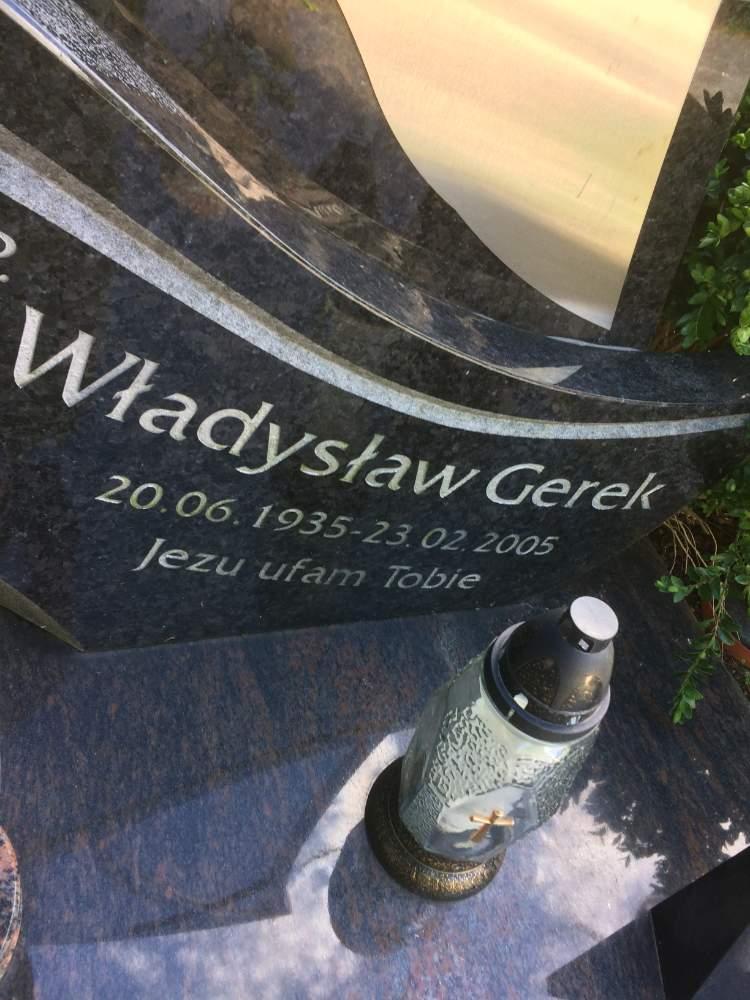 Władysław Gerek
20.06.1935-23.02.2005
Jezu ufam Tobie